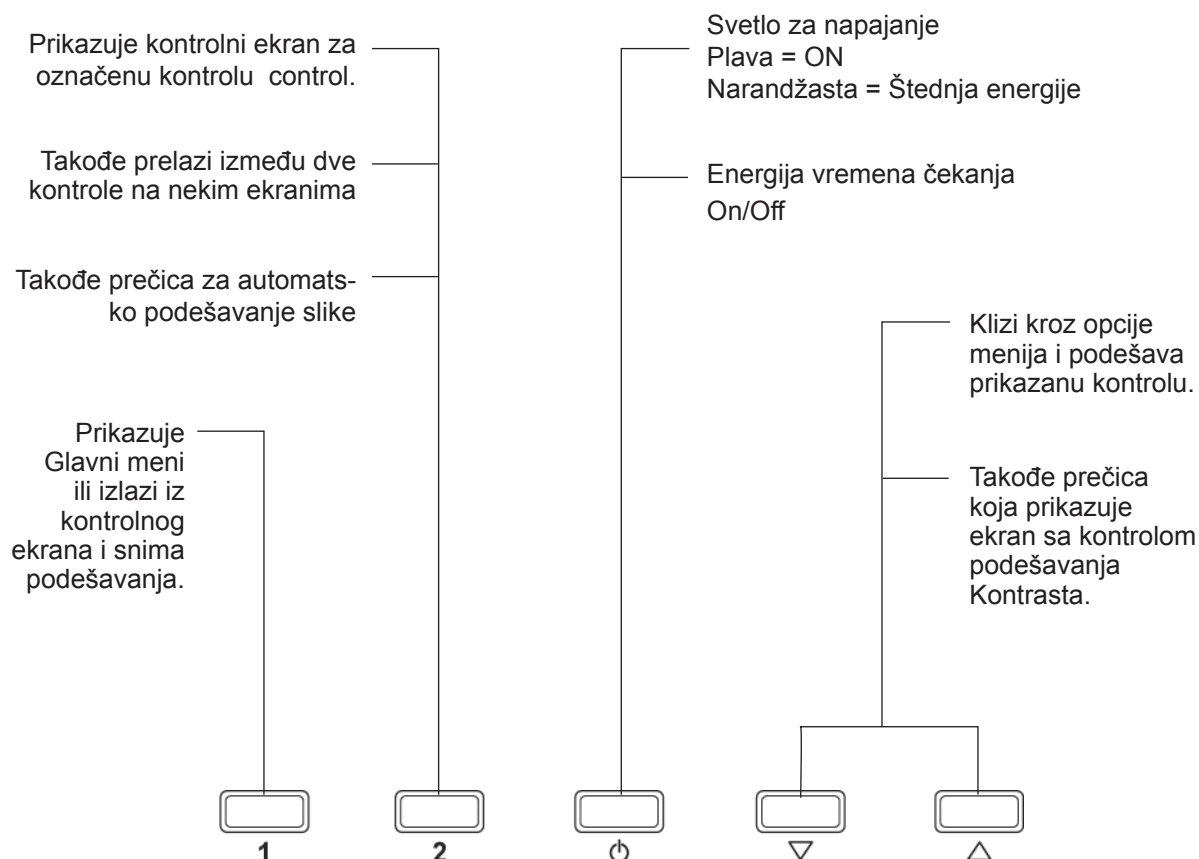 Prikazuje kontrolni ekran za
označenu kontrolu  control.
Takođe prelazi između dve
kontrole na nekim ekranima
Takođe prečica za automats-
ko podešavanje slike
Prikazuje
Glavni meni
ili izlazi iz
kontrolnog
ekrana i snima
podešavanja.
Svetlo za napajanje
Plava = ON
Narandžasta = Štednja energije
Energija vremena čekanja
On/Off
Klizi kroz opcije
menija i podešava
prikazanu kontrolu.
Takođe prečica
koja prikazuje
ekran sa kontrolom
podešavanja
Kontrasta.
1
2